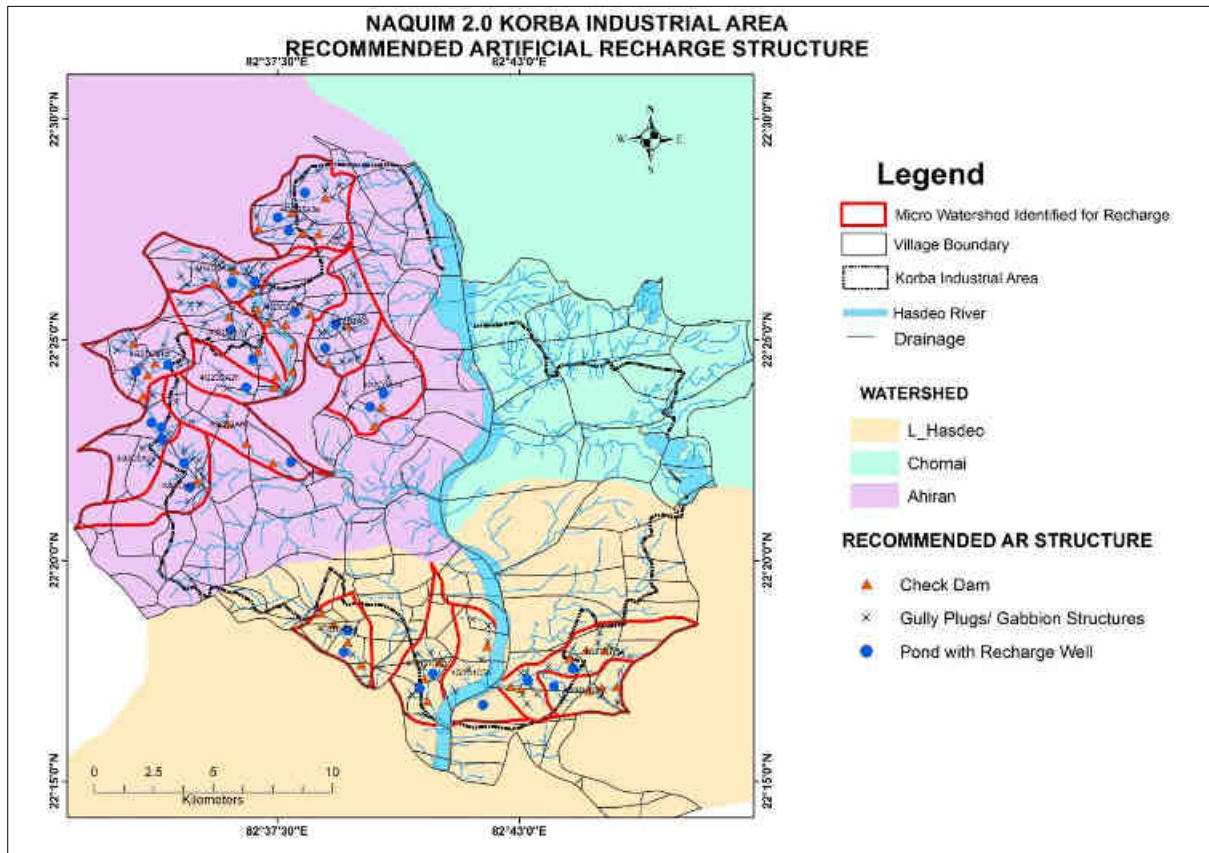 NAQUIM 2.0 KORBA INDUSTRIAL AREA
RECOMMENDED ARTIFICIAL RECHARGE STRUCTURE
82°37'30"E
82°43'0"E
22°30'0"N
22°30'0"N
N
W
E
S
22°25'0"N
22°25'0"N
22°20'0"N
22°20'0"N
22°15'0"N
22°15'0"N
0
2.5
5
10
Kilometers
82°37'30"E
82°43'0"E
Legend
Micro Watershed Identified for Recharge
Village Boundary
Korba Industrial Area
Hasdeo River
Drainage
WATERSHED
L_Hasdeo
Chornai
Ahiran
RECOMMENDED AR STRUCTURE
Check Dam
Gully Plugs/ Gabbion Structures
Pond with Recharge Well